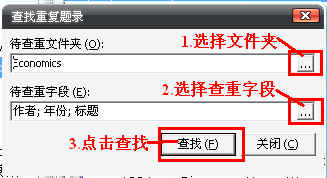 查找重复题录
待查重文件夹 (O):
1.选择文件夹
Economics
...
待查重字段 (E):
2.选择查重字段
作者; 年份; 标题
...
3.点击查找
查找 (F)
关闭 (C)